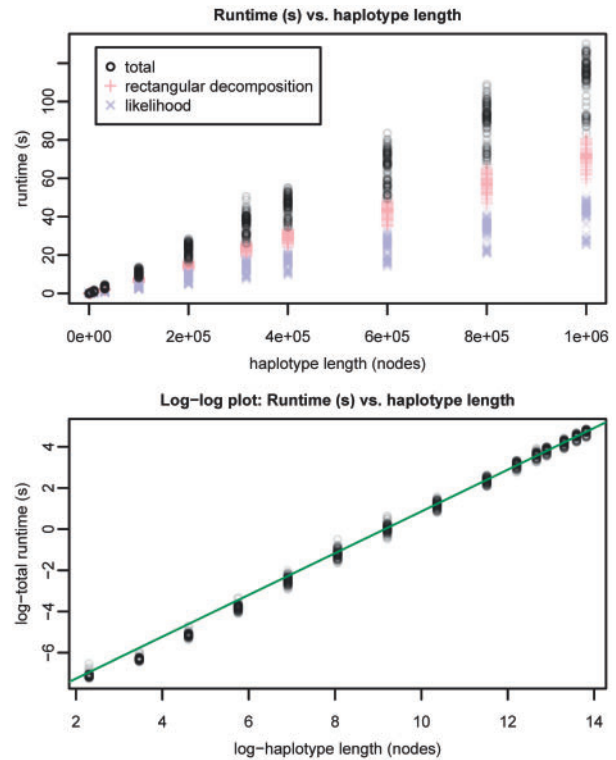 Runtime (s) vs. haplotype length
total
rectangular decomposition
likelihood
runtime (s)
100
80
60
40
20
0
0e+00 2e+05 4e+05 6e+05 8e+05 1e+06
haplotype length (nodes)
Log−log plot: Runtime (s) vs. haplotype length
log−total runtime (s)
4
2
0
−2
−4
−6
2 4 6 8 10 12 14
log−haplotype length (nodes)